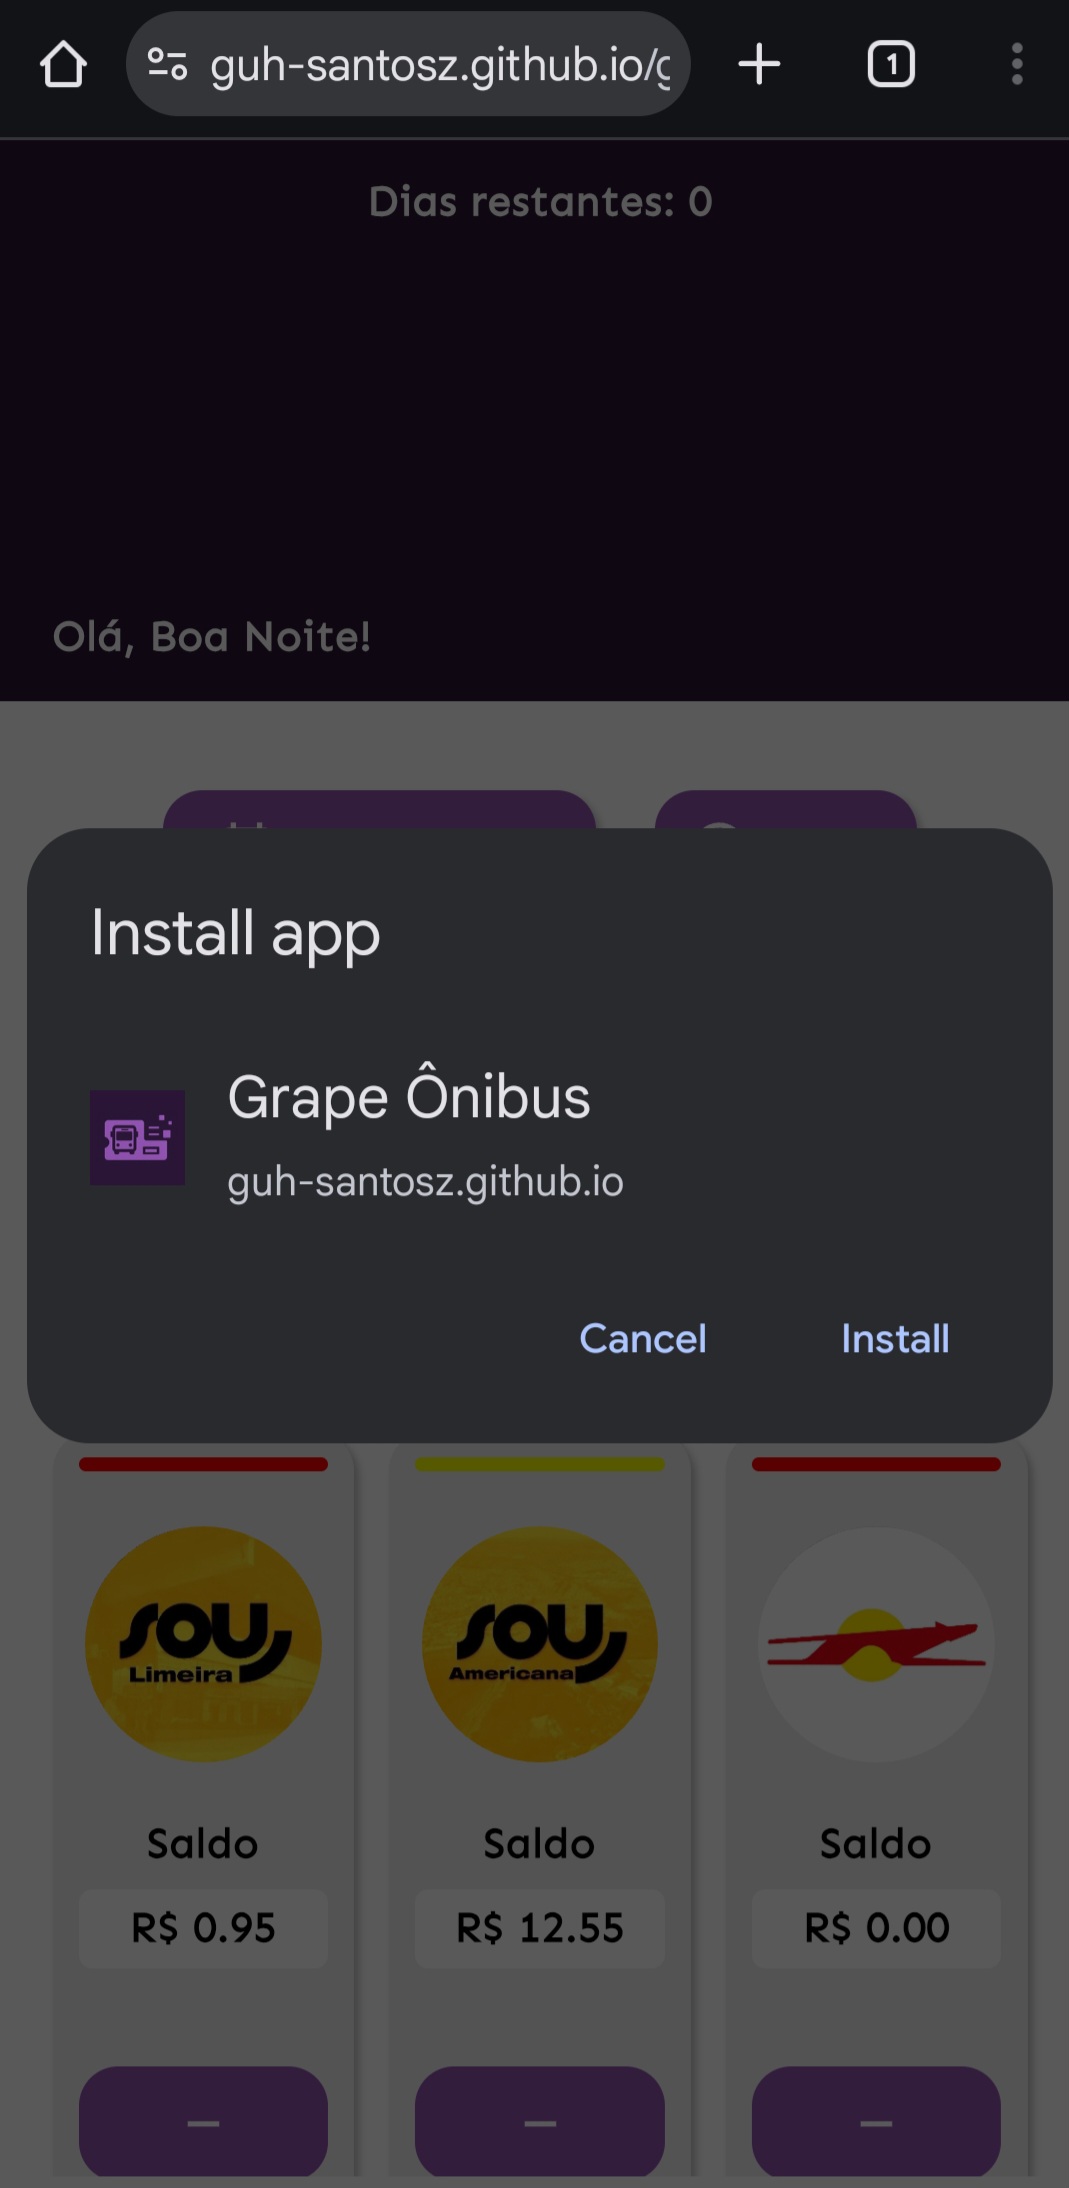 guh-santosz.github.io/g
1
Dias restantes: 0
Olá, Boa Noite!
Install app
Grape Ônibus
guh-santosz.github.io
Cancel
Install
SOU
Limeira
SOU
Americana
Saldo
Saldo
Saldo
R$ 0.95
R$ 12.55
R$ 0.00